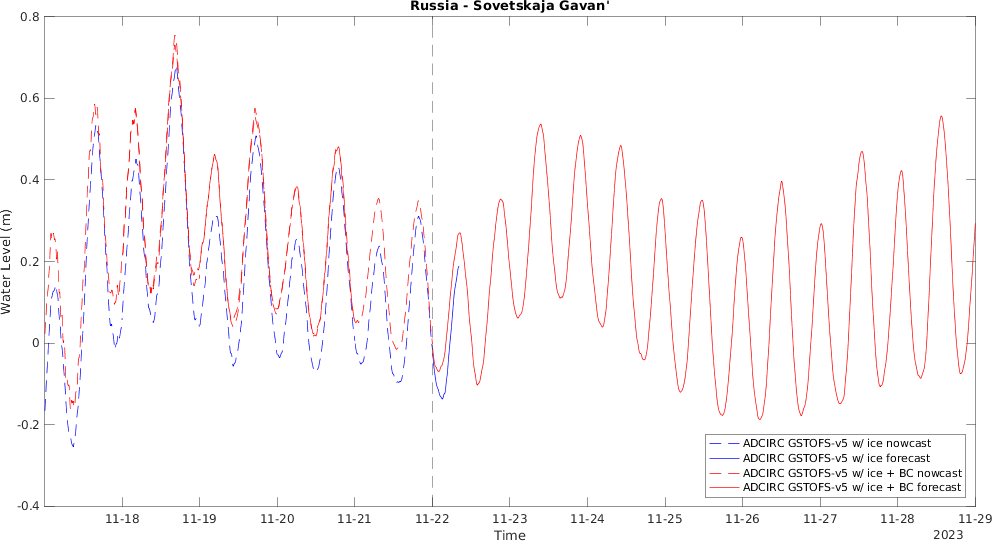 Russia - Sovetskaja Gavan'
Water Level (m)
0.8
0.6
0.4
0.2
0
-0.2
-0.4
ADCIRC GSTOFS-v5 w/ ice nowcast
ADCIRC GSTOFS-v5 w/ ice forecast
ADCIRC GSTOFS-v5 w/ ice + BC nowcast
ADCIRC GSTOFS-v5 w/ ice + BC forecast
11-18 11-19 11-20 11-21 11-22 11-23 11-24 11-25 11-26 11-27 11-28 11-29
Time
2023